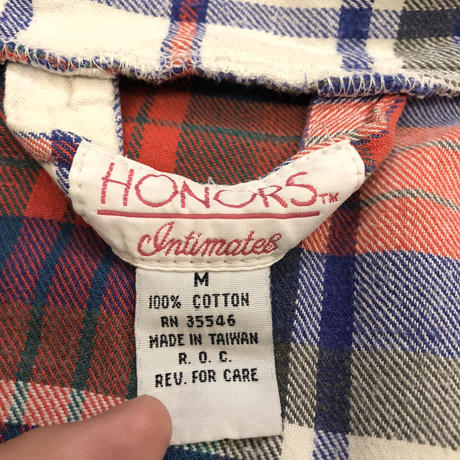 HONORS™
Intimates
M
100% COTTON
RN 35546
MADE IN TAIWAN
R. O. C.
REV. FOR CARE